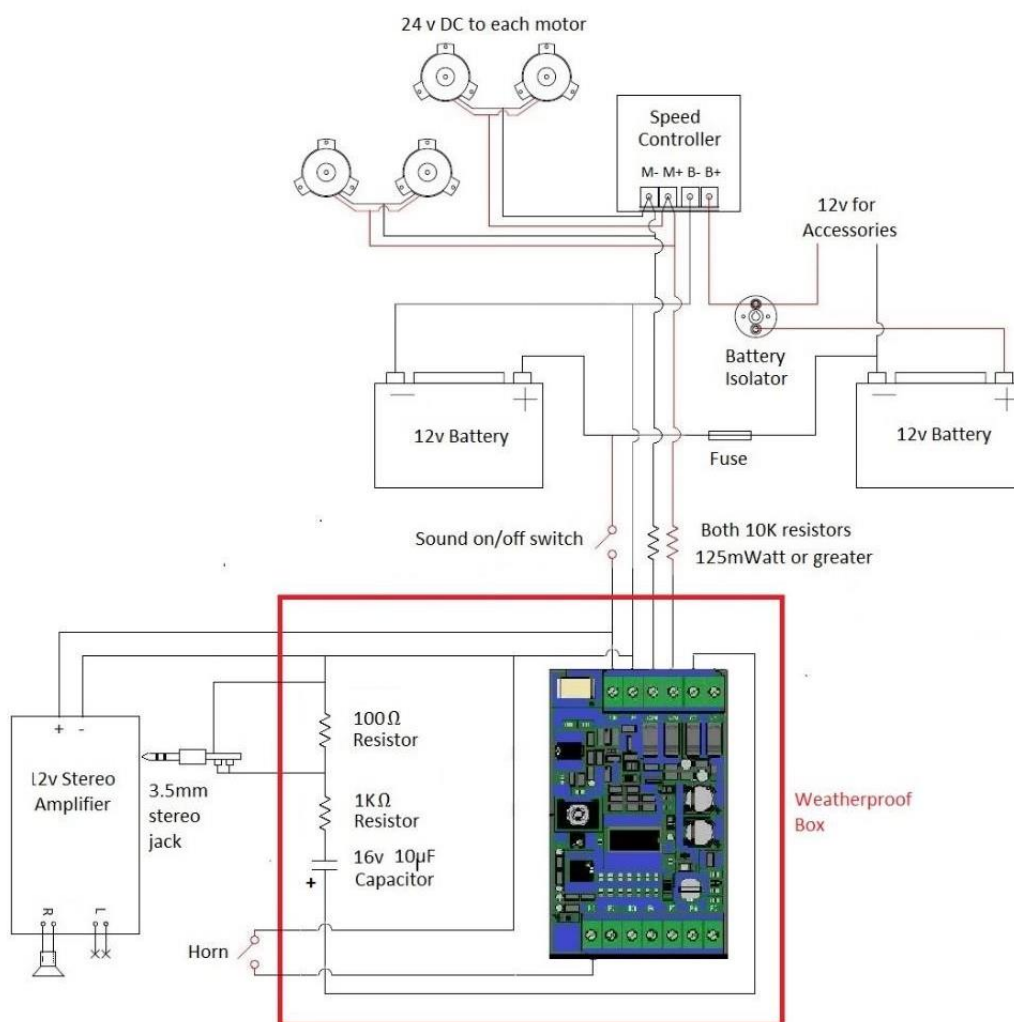 24 v DC to each motor
Speed
Controller
M- M+ B- B+
12v for
Accessories
Battery
Isolator
12v Battery
12v Battery
Fuse
Sound on/off switch
Both 10K resistors
125mWatt or greater
100Ω
Resistor
+ -
12v Stereo
Amplifier
3.5mm
stereo
jack
1KΩ
Resistor
16v 10µF
Capacitor
+
Weatherproof
Box
R L
Horn